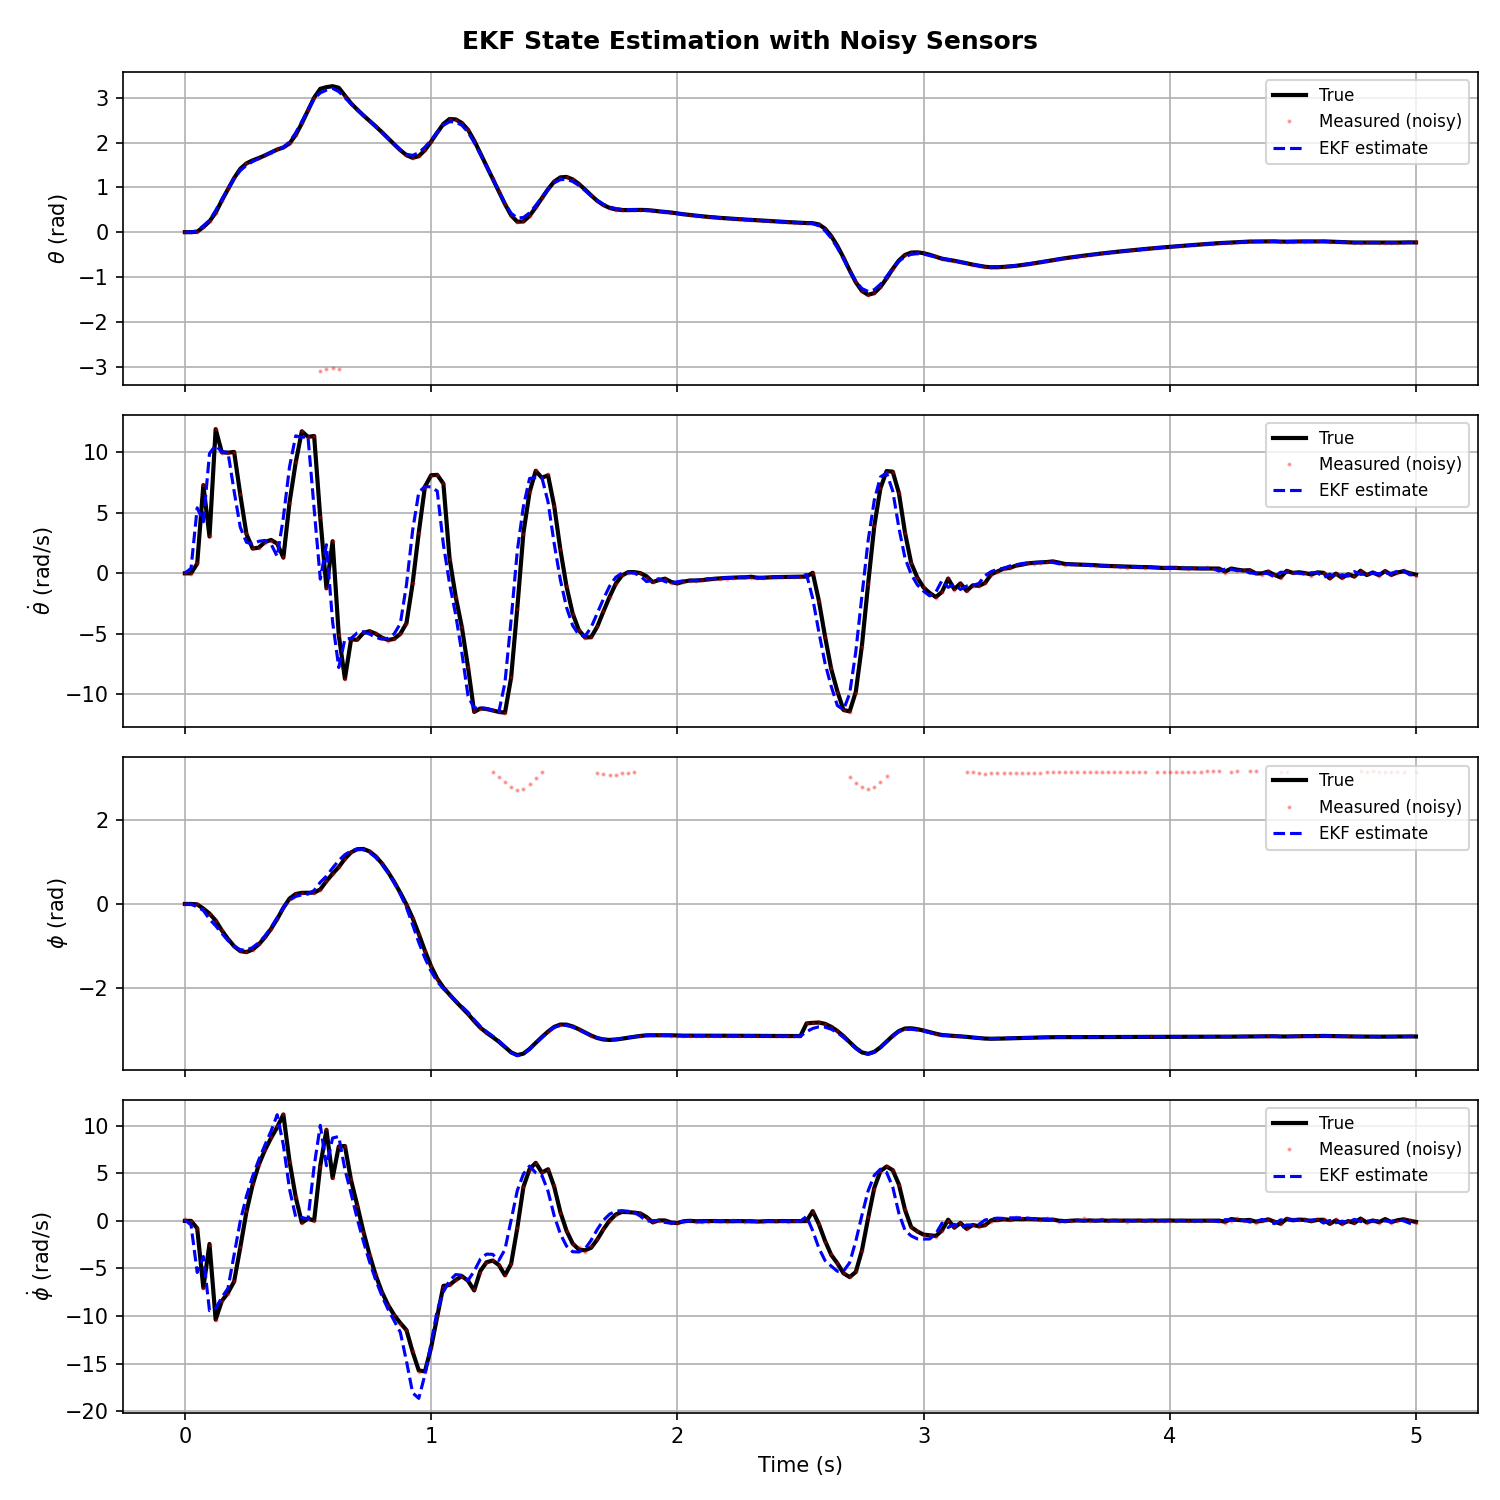 EKF State Estimation with Noisy Sensors
3
2
1
0
−1
−2
−3
θ (rad)
True
Measured (noisy)
EKF estimate
10
5
0
−5
−10
θ̇ (rad/s)
True
Measured (noisy)
EKF estimate
2
0
−2
ϕ (rad)
True
Measured (noisy)
EKF estimate
10
5
0
−5
−10
−15
−20
ϕ̇ (rad/s)
True
Measured (noisy)
EKF estimate
0 1 2 3 4 5
Time (s)